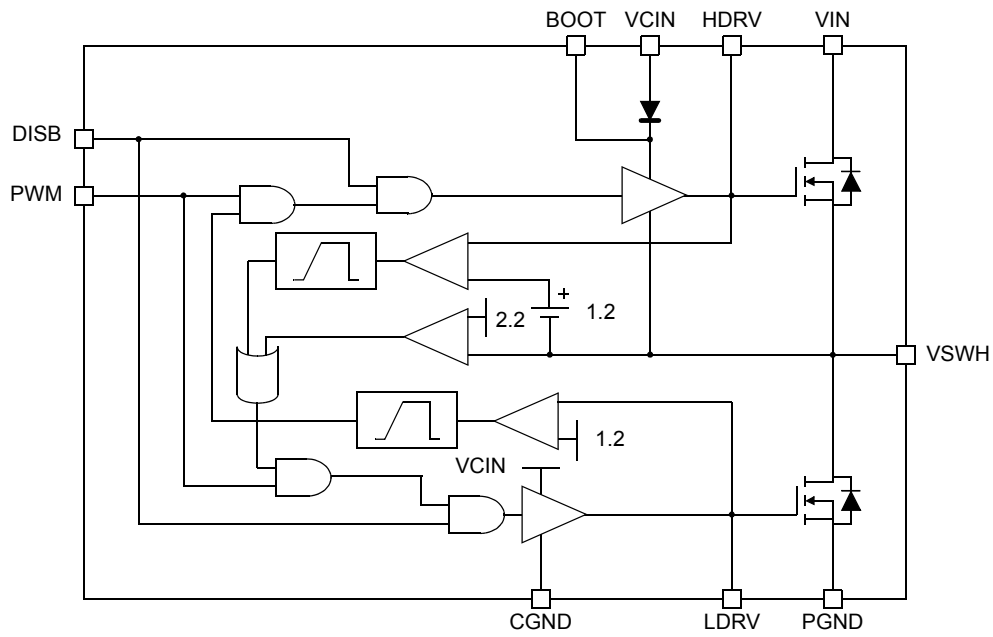 BOOT VCIN HDRV VIN
DISB
PWM
+
2.2 1.2
VSWH
1.2
VCIN
CGND LDRV PGND